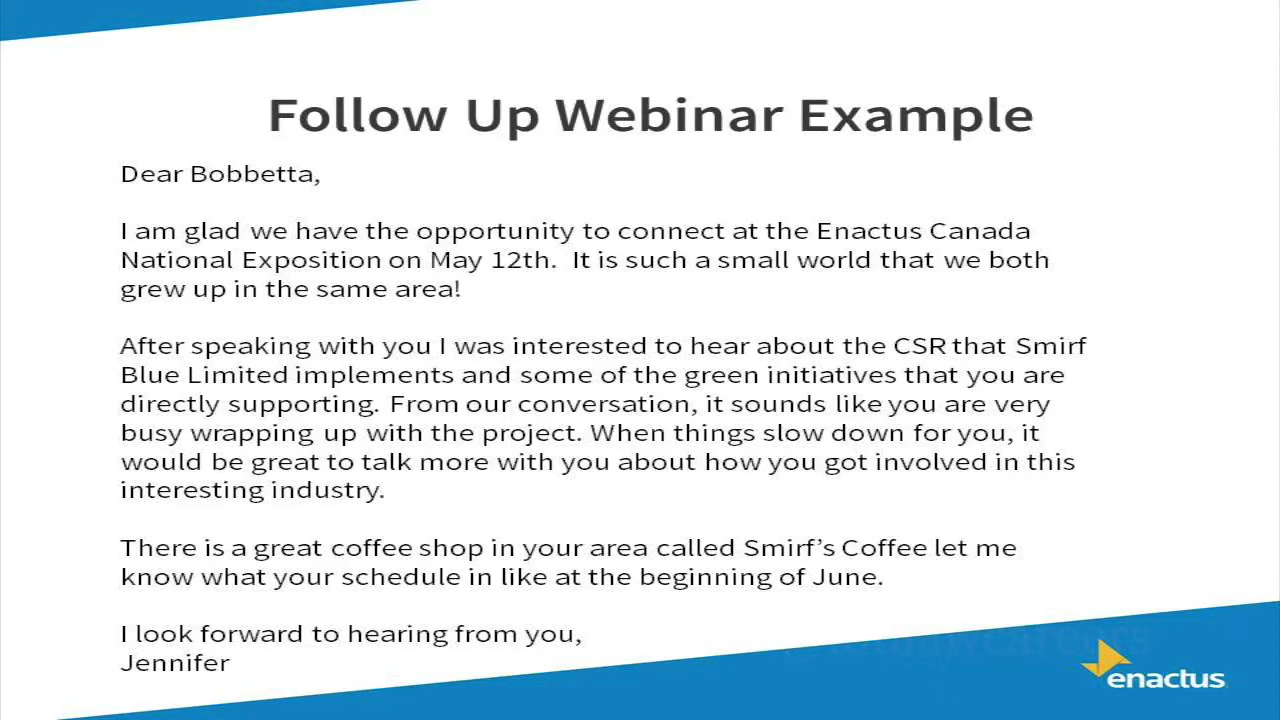 Follow Up Webinar Example
Dear Bobbetta,
I am glad we have the opportunity to connect at the Enactus Canada
National Exposition on May 12th. It is such a small world that we both
grew up in the same area!
After speaking with you I was interested to hear about the CSR that Smirf
Blue Limited implements and some of the green initiatives that you are
directly supporting. From our conversation, it sounds like you are very
busy wrapping up with the project. When things slow down for you, it
would be great to talk more with you about how you got involved in this
interesting industry.
There is a great coffee shop in your area called Smirf’s Coffee let me
know what your schedule in like at the beginning of June.
I look forward to hearing from you,
Jennifer
enactus